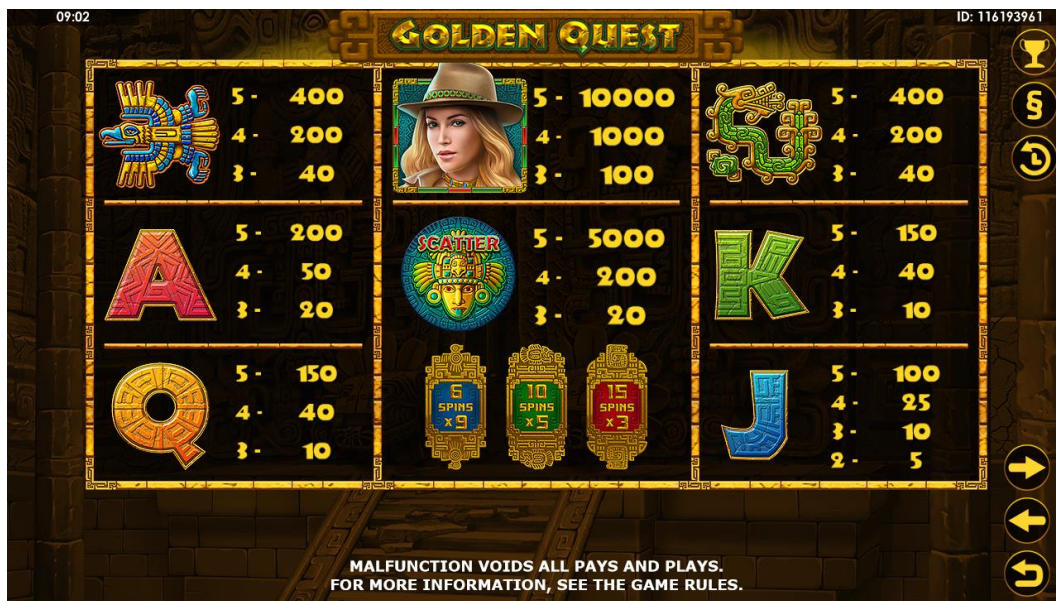 09:02
ID: 116193961
GOLDEN QUEST
§
5 - 400
4 - 200
3 - 40
5 - 10000
4 - 1000
3 - 100
5 - 400
4 - 200
3 - 40
A
5 - 200
4 - 50
3 - 20
SCATTER
5 - 5000
4 - 200
3 - 20
K
5 - 150
4 - 40
3 - 10
Q
5 - 150
4 - 40
3 - 10
6
SPINS
x9
10
SPINS
x5
15
SPINS
x3
J
5 - 100
4 - 25
3 - 10
2 - 5
MALFUNCTION VOIDS ALL PAYS AND PLAYS.
FOR MORE INFORMATION, SEE THE GAME RULES.